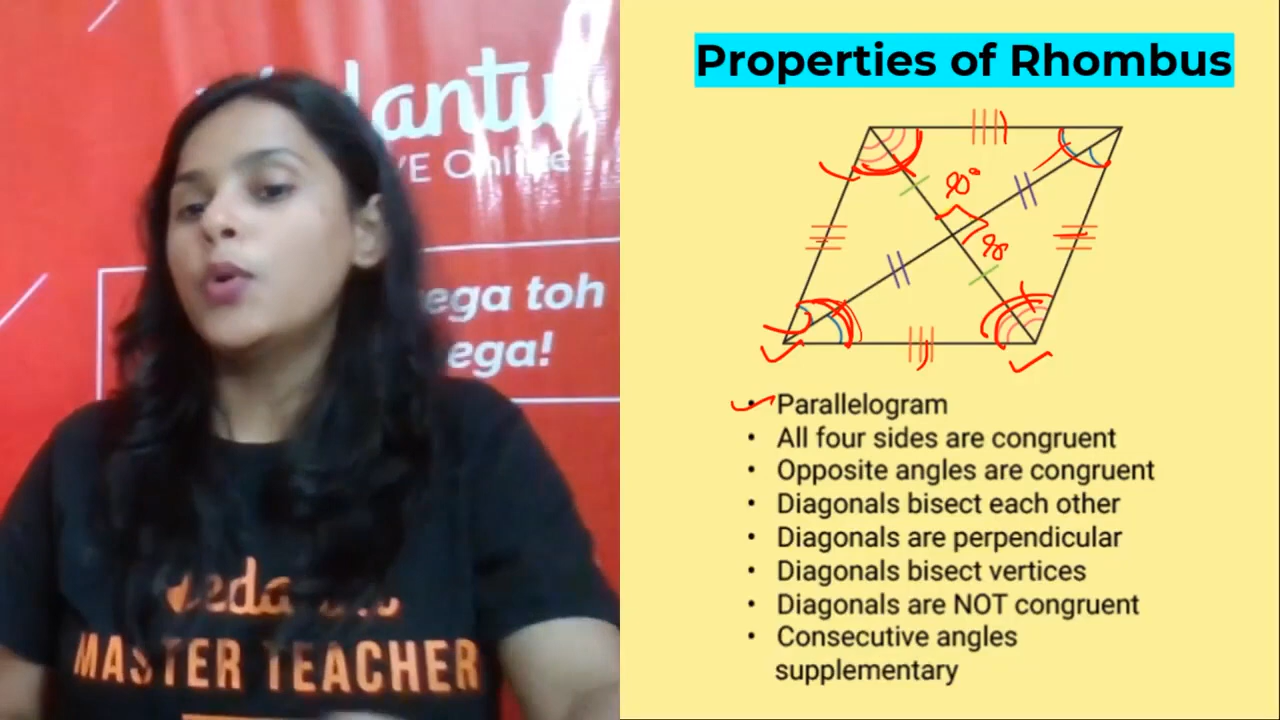 antu
VE Online
ega toh
ega!
MASTER TEACHER
Properties of Rhombus
90°
90
• Parallelogram
• All four sides are congruent
• Opposite angles are congruent
• Diagonals bisect each other
• Diagonals are perpendicular
• Diagonals bisect vertices
• Diagonals are NOT congruent
• Consecutive angles
supplementary